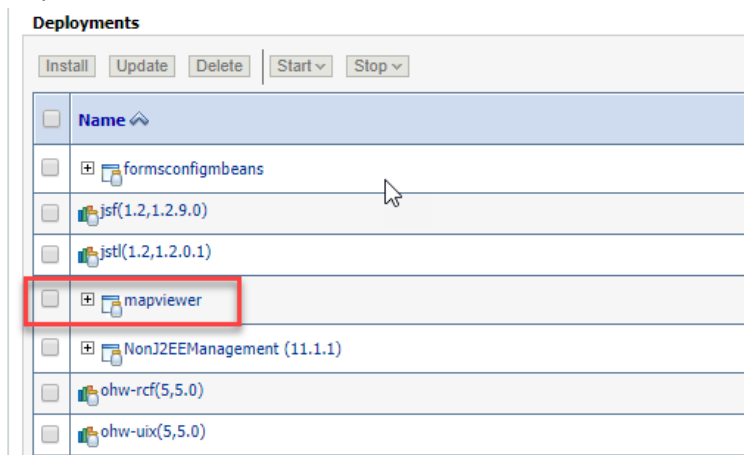 Deployments
Install Update Delete Start Stop
Name
formsconfigmbeans
jsf(1.2,1.2.9.0)
jstl(1.2,1.2.0.1)
mapviewer
NonJ2EEManagement (11.1.1)
ohw-rcf(5,5.0)
ohw-uix(5,5.0)